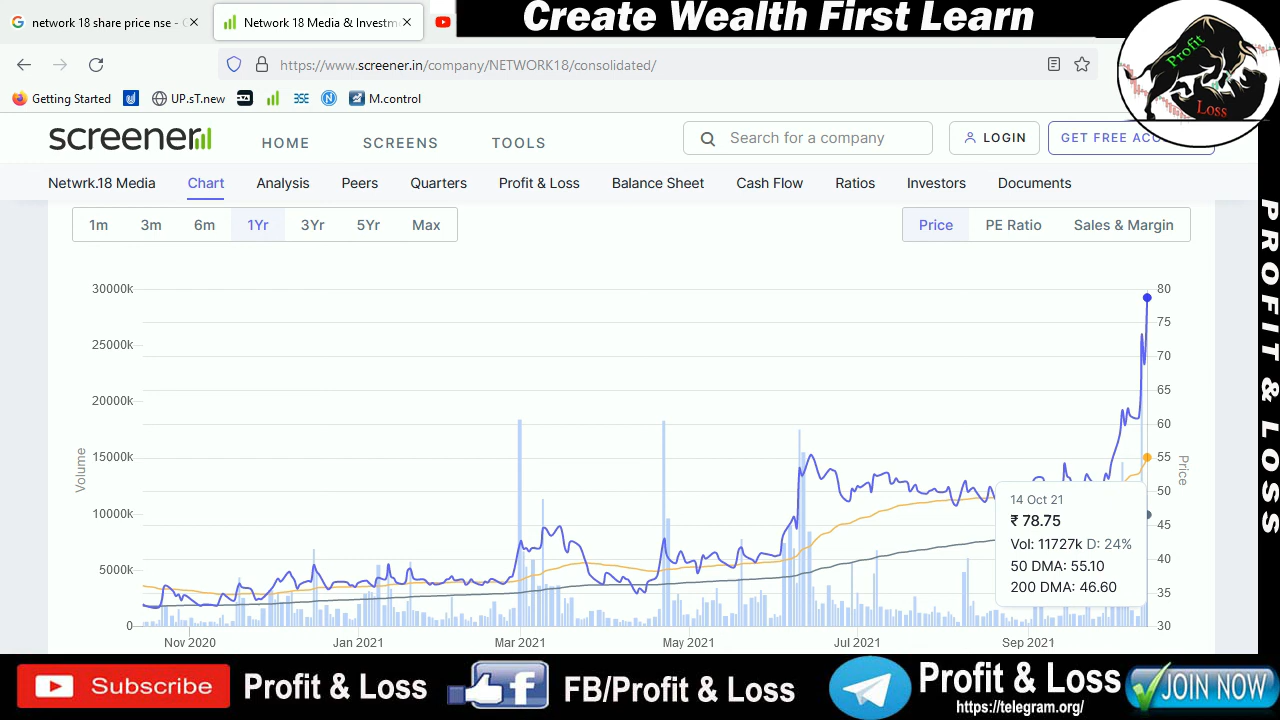 network 18 share price nse -
Network 18 Media & Investm
Create Wealth First Learn
https://www.screener.in/company/NETWORK18/consolidated/
Getting Started
UP.sT.new
BSE
M.control
Profit
Loss
screener
HOME
SCREENS
TOOLS
Search for a company
LOGIN
GET FREE ACC
Netwrk.18 Media
Chart
Analysis
Peers
Quarters
Profit & Loss
Balance Sheet
Cash Flow
Ratios
Investors
Documents
1m
3m
6m
1Yr
3Yr
5Yr
Max
Price
PE Ratio
Sales & Margin
30000k
25000k
20000k
15000k
10000k
5000k
0
Volume
80
75
70
65
60
55
50
45
40
35
30
Price
14 Oct 21
₹ 78.75
Vol: 11727k D: 24%
50 DMA: 55.10
200 DMA: 46.60
Nov 2020
Jan 2021
Mar 2021
May 2021
Jul 2021
Sep 2021
PROFIT & LOSS
Subscribe
Profit & Loss
f
FB/Profit & Loss
Profit & Loss
https://telegram.org/
JOIN NOW